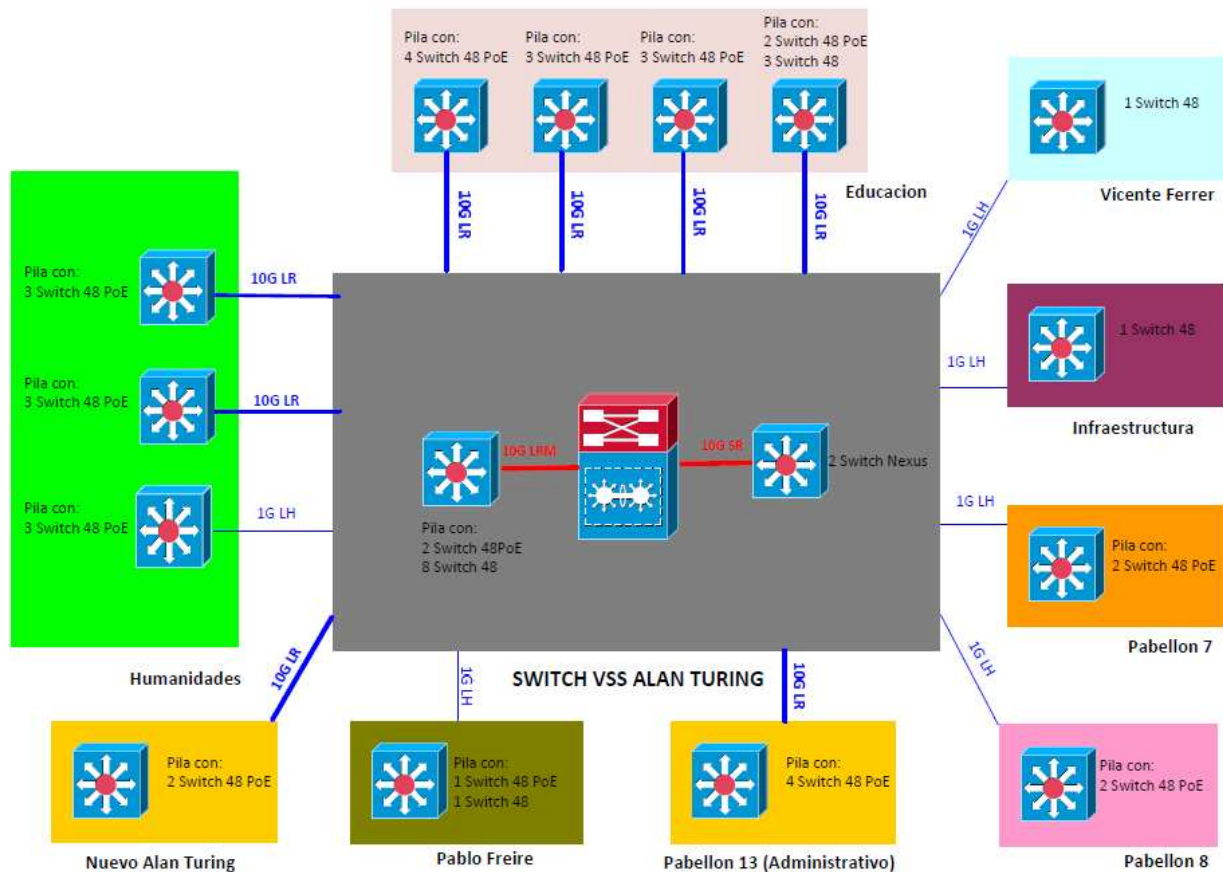 Pila con:
4 Switch 48 PoE
Pila con:
3 Switch 48 PoE
Pila con:
3 Switch 48 PoE
Pila con:
2 Switch 48 PoE
3 Switch 48
Educacion
10G LR
10G LR
10G LR
10G LR
1 Switch 48
Vicente Ferrer
1G LH
Pila con:
3 Switch 48 PoE
10G LR
Pila con:
3 Switch 48 PoE
10G LR
Pila con:
3 Switch 48 PoE
1G LH
Humanidades
1 Switch 48
1G LH
Infraestructura
10G LRM
10G SR
2 Switch Nexus
Pila con:
2 Switch 48PoE
8 Switch 48
1G LH
Pila con:
2 Switch 48 PoE
Pabellon 7
SWITCH VSS ALAN TURING
10G LR
1G LH
10G LR
1G LH
Pila con:
2 Switch 48 PoE
Nuevo Alan Turing
Pila con:
1 Switch 48 PoE
1 Switch 48
Pablo Freire
Pila con:
4 Switch 48 PoE
Pabellon 13 (Administrativo)
Pila con:
2 Switch 48 PoE
Pabellon 8